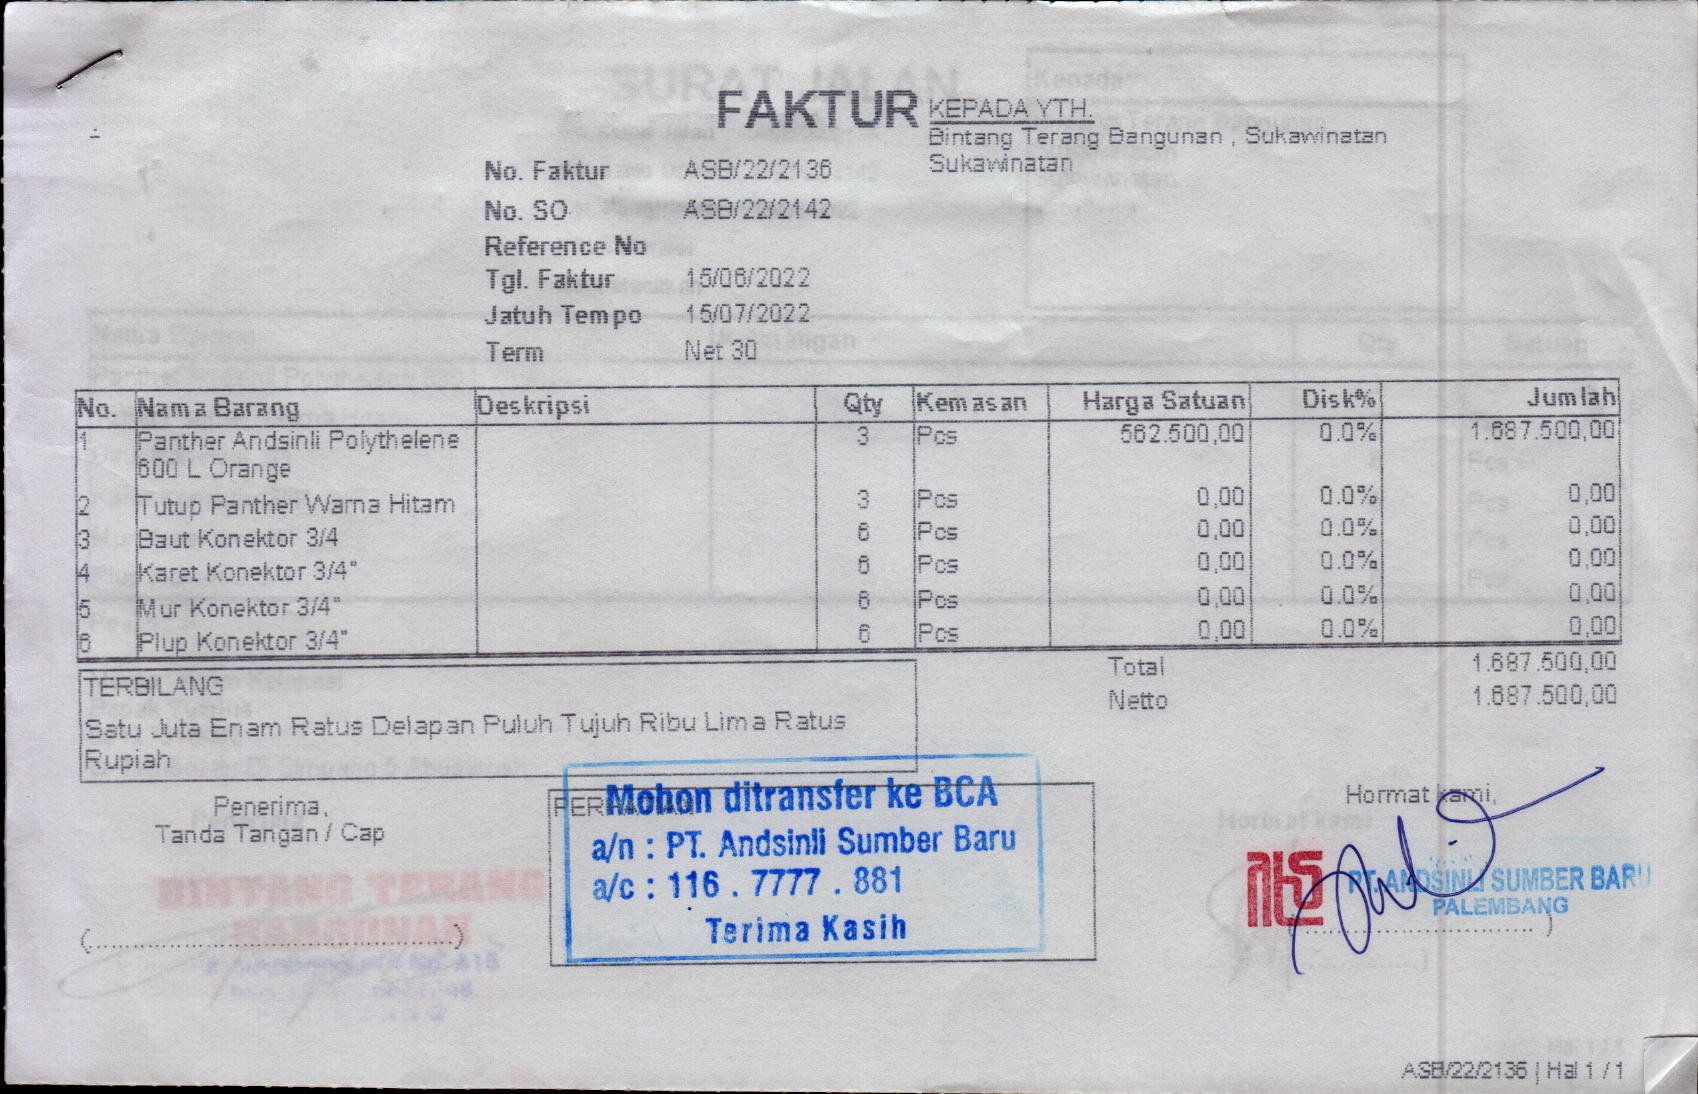 FAKTUR
KEPADA YTH.
Bintang Terang Bangunan , Sukawinatan
Sukawinatan
No. Faktur ASB/22/2136
No. SO ASB/22/2142
Reference No
Tgl. Faktur 15/06/2022
Jatuh Tempo 15/07/2022
Term Net 30
No. Nama Barang Deskripsi Qty Kemasan Harga Satuan Disk% Jumlah
1 Panther Andsinli Polythelene 3 Pcs 562.500,00 0.0% 1.687.500,00
600 L Orange
2 Tutup Panther Warna Hitam 3 Pcs 0,00 0.0% 0,00
3 Baut Konektor 3/4 6 Pcs 0,00 0.0% 0,00
4 Karet Konektor 3/4" 6 Pcs 0,00 0.0% 0,00
5 Mur Konektor 3/4" 6 Pcs 0,00 0.0% 0,00
6 Plup Konektor 3/4" 6 Pcs 0,00 0.0% 0,00
Total 1.687.500,00
Netto 1.687.500,00
TERBILANG
Satu Juta Enam Ratus Delapan Puluh Tujuh Ribu Lima Ratus
Rupiah
Penerima,
Tanda Tangan / Cap
Mohon ditransfer ke BCA
a/n : PT. Andsinli Sumber Baru
a/c : 116 . 7777 . 881
Terima Kasih
Hormat kami,
PT. ANDSINLI SUMBER BARU
PALEMBANG
BINTANG TERANG
BANGUNAN
ASB/22/2136 | Hal 1 / 1